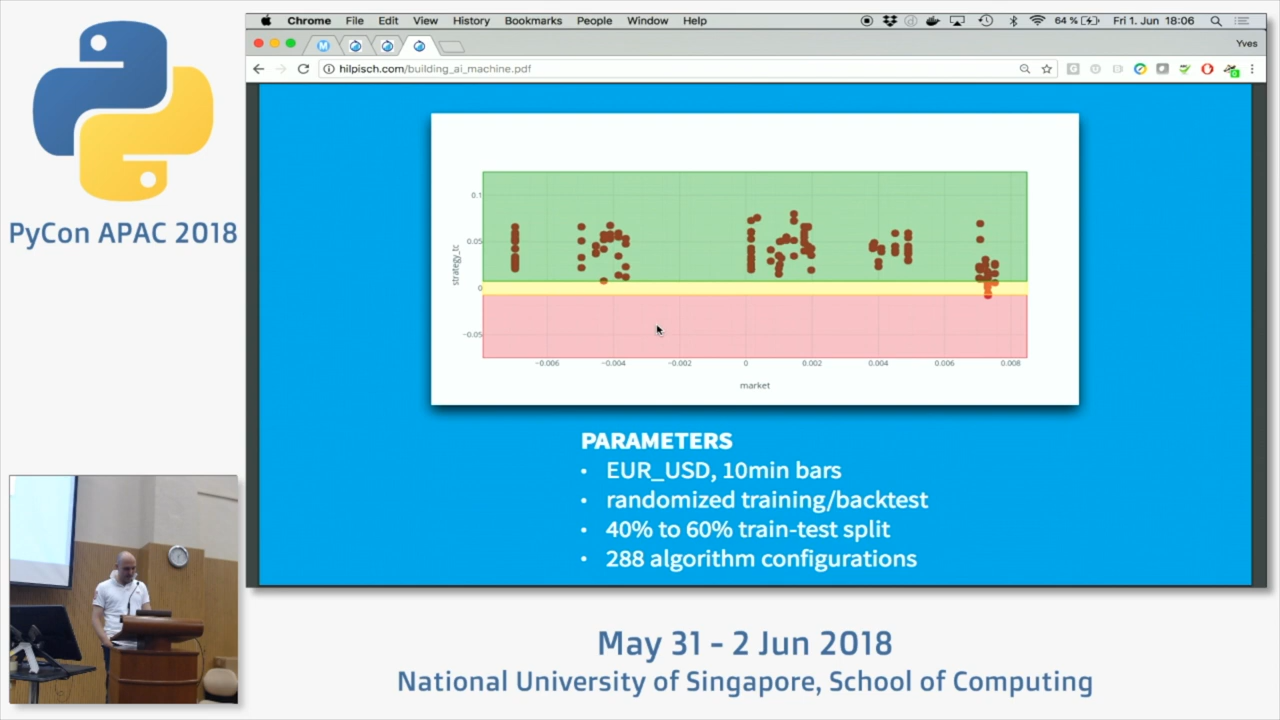 Chrome File Edit View History Bookmarks People Window Help 64 % Fri 1. Jun 18:06
Yves
hilpisch.com/building_ai_machine.pdf
PyCon APAC 2018
0.1
0.05
0
−0.05
strategy_tc
−0.006 −0.004 −0.002 0 0.002 0.004 0.006 0.008
market
PARAMETERS
• EUR_USD, 10min bars
• randomized training/backtest
• 40% to 60% train-test split
• 288 algorithm configurations
May 31 - 2 Jun 2018
National University of Singapore, School of Computing